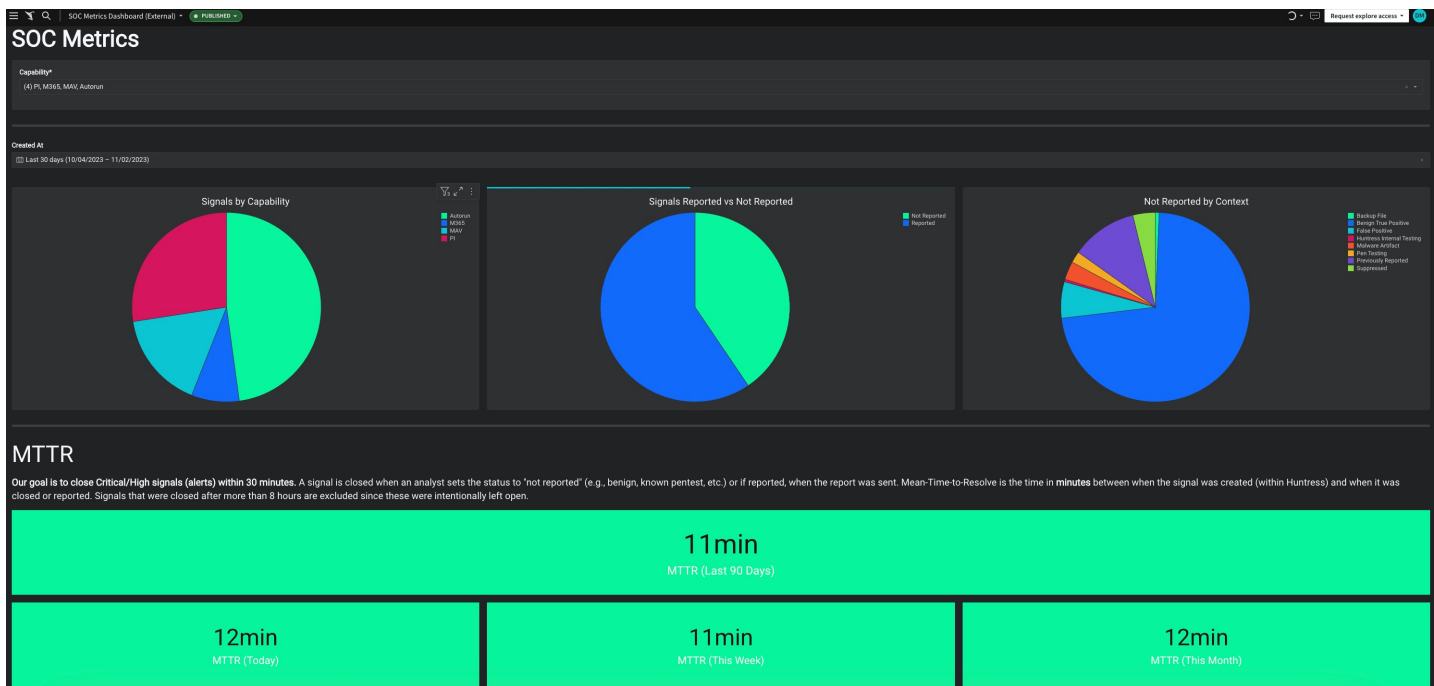 SOC Metrics Dashboard (External)
PUBLISHED
Request explore access
DM
SOC Metrics
Capability*
(4) PI, M365, MAV, Autorun
Created At
Last 30 days (10/04/2023 – 11/02/2023)
Signals by Capability
Autorun
M365
MAV
PI
Signals Reported vs Not Reported
Not Reported
Reported
Not Reported by Context
Backup File
Benign True Positive
False Positive
Huntress Internal Testing
Malware Artifact
Pen Testing
Previously Reported
Suppressed
MTTR
Our goal is to close Critical/High signals (alerts) within 30 minutes. A signal is closed when an analyst sets the status to "not reported" (e.g., benign, known pentest, etc.) or if reported, when the report was sent. Mean-Time-to-Resolve is the time in minutes between when the signal was created (within Huntress) and when it was
closed or reported. Signals that were closed after more than 8 hours are excluded since these were intentionally left open.
11min
MTTR (Last 90 Days)
12min
MTTR (Today)
11min
MTTR (This Week)
12min
MTTR (This Month)